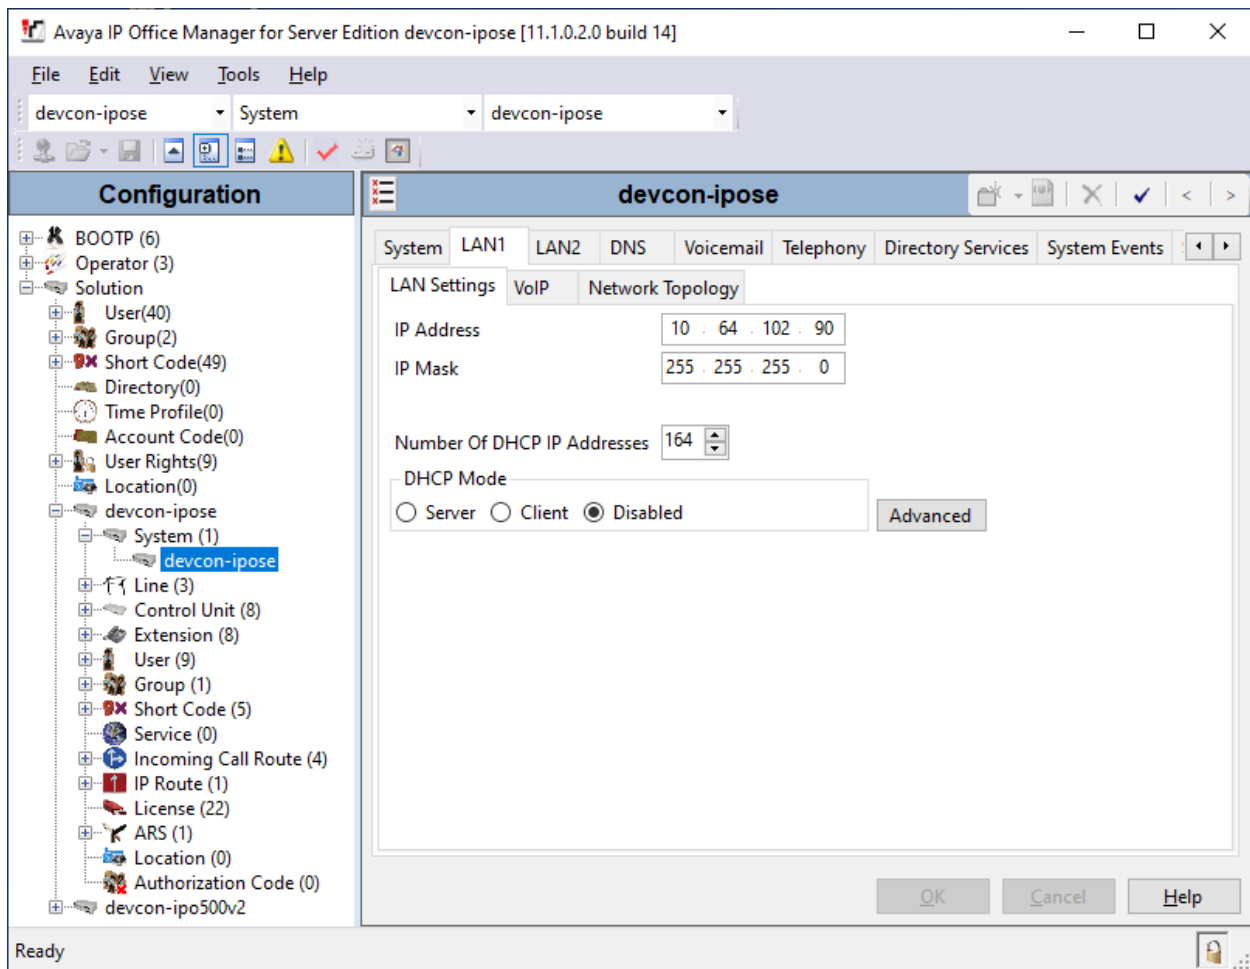 Avaya IP Office Manager for Server Edition devcon-ipose [11.1.0.2.0 build 14]
File Edit View Tools Help
devcon-ipose System devcon-ipose
Configuration
BOOTP (6)
Operator (3)
Solution
User(40)
Group(2)
Short Code(49)
Directory(0)
Time Profile(0)
Account Code(0)
User Rights(9)
Location(0)
devcon-ipose
System (1)
devcon-ipose
Line (3)
Control Unit (8)
Extension (8)
User (9)
Group (1)
Short Code (5)
Service (0)
Incoming Call Route (4)
IP Route (1)
License (22)
ARS (1)
Location (0)
Authorization Code (0)
devcon-ipo500v2
devcon-ipose
System LAN1 LAN2 DNS Voicemail Telephony Directory Services System Events
LAN Settings VoIP Network Topology
IP Address 10 . 64 . 102 . 90
IP Mask 255 . 255 . 255 . 0
Number Of DHCP IP Addresses 164
DHCP Mode
Server Client Disabled Advanced
OK Cancel Help
Ready